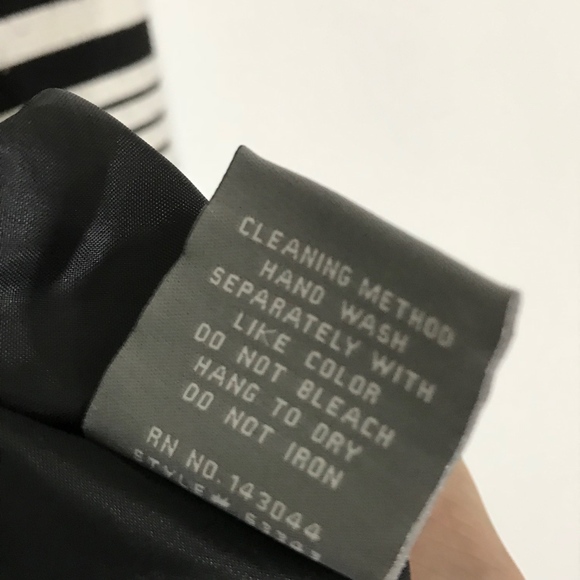 CLEANING METHOD
HAND WASH
SEPARATELY WITH
LIKE COLOR
DO NOT BLEACH
HANG TO DRY
DO NOT IRON
RN NO. 143044
STYLE#